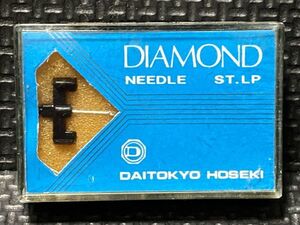 DIAMOND
NEEDLE ST.LP
D
DAITOKYO HOSEKI